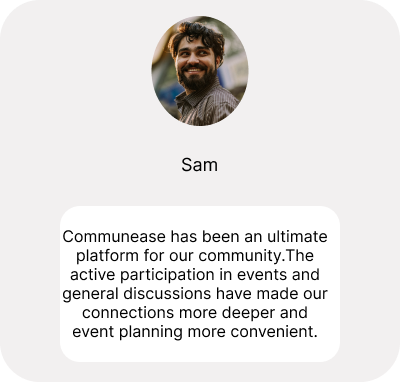 Sam
Communease has been an ultimate
platform for our community.The
active participation in events and
general discussions have made our
connections more deeper and
event planning more convenient.